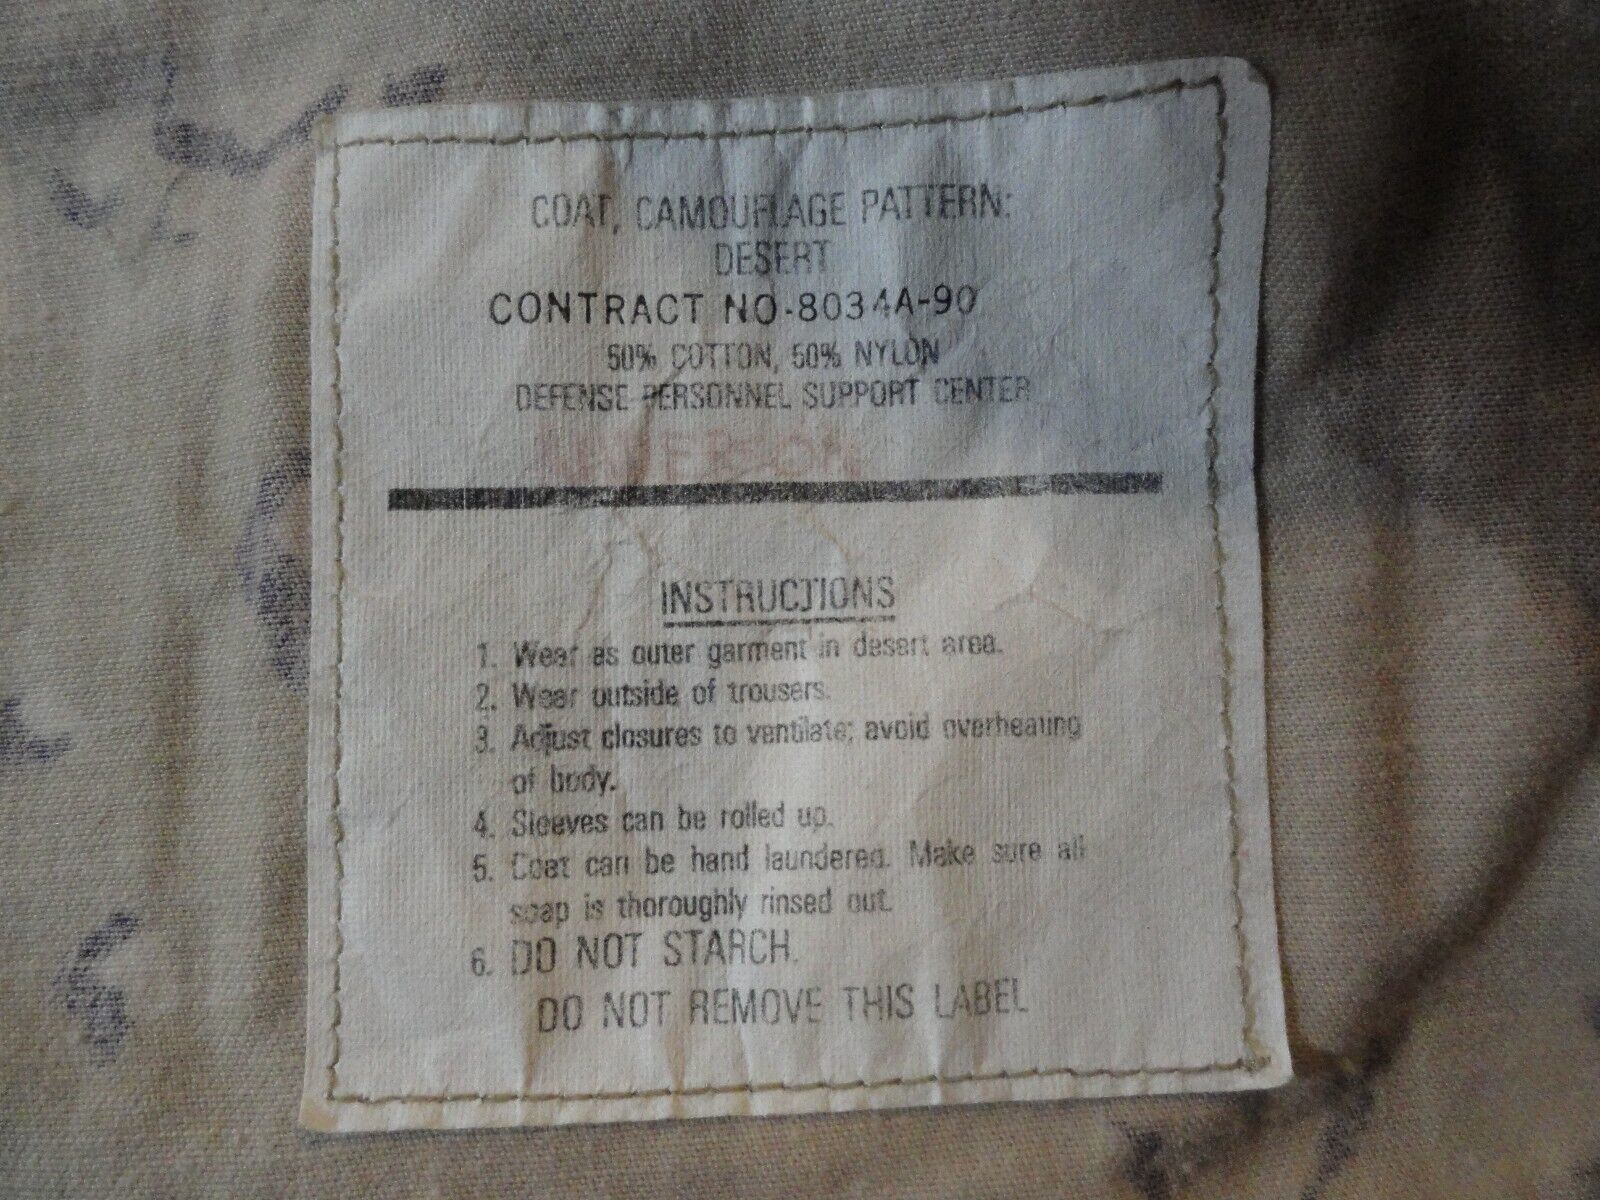 COAT, CAMOUFLAGE PATTERN:
DESERT
CONTRACT NO.8034A-90
50% COTTON, 50% NYLON
DEFENSE PERSONNEL SUPPORT CENTER
INSTRUCTIONS
1. Wear as outer garment in desert area.
2. Wear outside of trousers.
3. Adjust closures to ventilate; avoid overheating
of body.
4. Sleeves can be rolled up.
5. Coat can be hand laundered. Make sure all
soap is thoroughly rinsed out.
6. DO NOT STARCH.
DO NOT REMOVE THIS LABEL